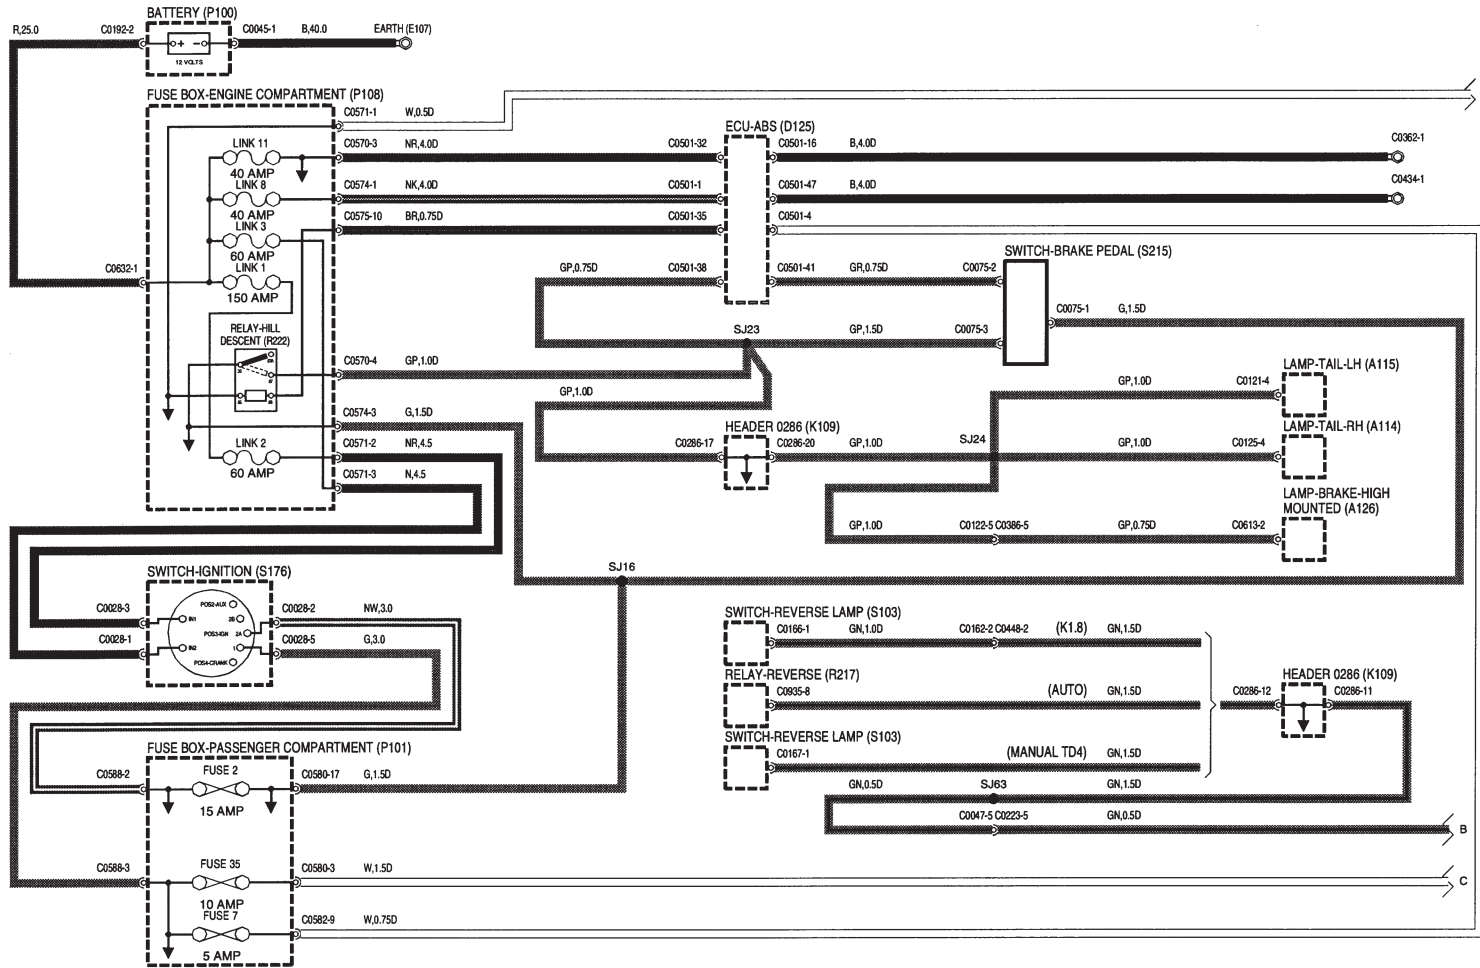 BATTERY (P100)
R,25.0
C0192-2
C0045-1
B,40.0
EARTH (E107)
+ −
12 VOLTS
FUSE BOX-ENGINE COMPARTMENT (P108)
C0571-1
W,0.5D
ECU-ABS (D125)
LINK 11
C0570-3
NR,4.0D
C0501-32
C0501-16
B,4.0D
C0362-1
40 AMP
LINK 8
C0574-1
NK,4.0D
C0501-1
C0501-47
B,4.0D
C0434-1
40 AMP
LINK 3
C0575-10
BR,0.75D
C0501-35
C0501-4
60 AMP
SWITCH-BRAKE PEDAL (S215)
C0632-1
LINK 1
GP,0.75D
C0501-38
C0501-41
GR,0.75D
C0075-2
150 AMP
C0075-1
G,1.5D
RELAY-HILL
DESCENT (R222)
SJ23
GP,1.5D
C0075-3
C0570-4
GP,1.0D
LAMP-TAIL-LH (A115)
GP,1.0D
C0121-4
GP,1.0D
C0574-3
G,1.5D
HEADER 0286 (K109)
LAMP-TAIL-RH (A114)
LINK 2
C0571-2
NR,4.5
C0286-17
C0286-20
GP,1.0D
SJ24
GP,1.0D
C0125-4
60 AMP
C0571-3
N,4.5
LAMP-BRAKE-HIGH
MOUNTED (A126)
GP,1.0D
C0122-5 C0386-5
GP,0.75D
C0613-2
SWITCH-IGNITION (S176)
SJ16
C0028-3
POS2-AUX
C0028-2
NW,3.0
IN1
2B
POS3-IGN
2A
C0028-1
C0028-5
G,3.0
IN2
1
POS4-CRANK
SWITCH-REVERSE LAMP (S103)
C0166-1
GN,1.0D
C0162-2 C0448-2
(K1.8)
GN,1.5D
RELAY-REVERSE (R217)
C0935-8
(AUTO)
GN,1.5D
C0286-12
HEADER 0286 (K109)
C0286-11
SWITCH-REVERSE LAMP (S103)
C0167-1
(MANUAL TD4)
GN,1.5D
FUSE BOX-PASSENGER COMPARTMENT (P101)
C0588-2
FUSE 2
C0580-17
G,1.5D
15 AMP
GN,0.5D
SJ63
GN,1.5D
C0047-5 C0223-5
GN,0.5D
B
C0588-3
FUSE 35
C0580-3
W,1.5D
C
10 AMP
FUSE 7
C0582-9
W,0.75D
5 AMP